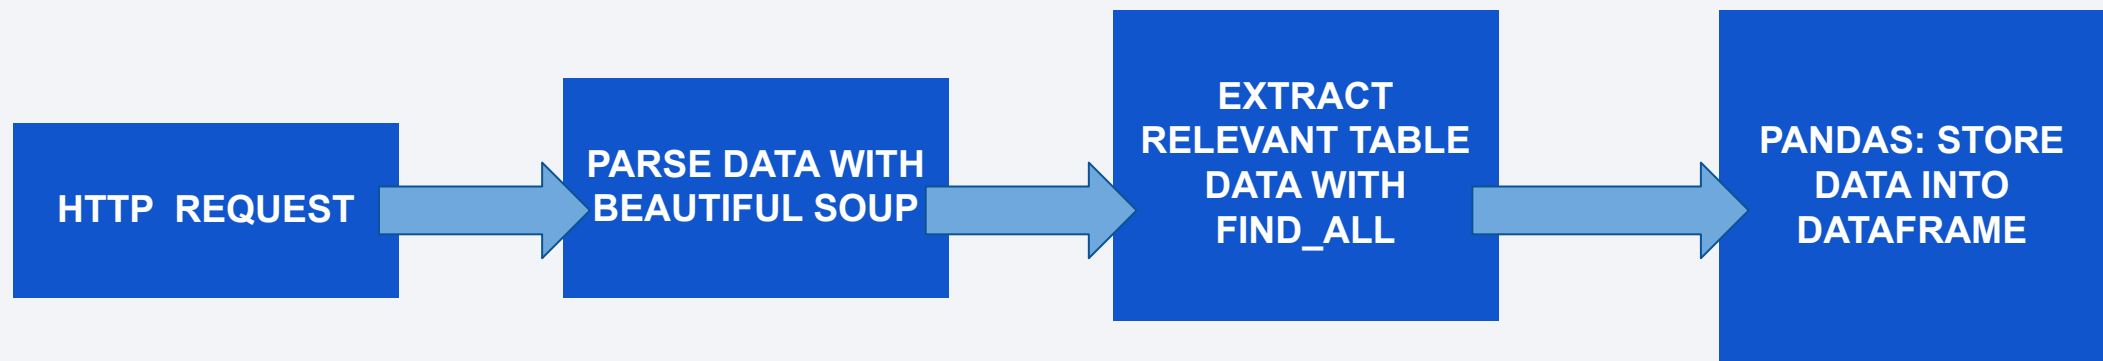 HTTP  REQUEST
PARSE DATA WITH
BEAUTIFUL SOUP
EXTRACT
RELEVANT TABLE
DATA WITH
FIND_ALL
PANDAS: STORE
DATA INTO
DATAFRAME